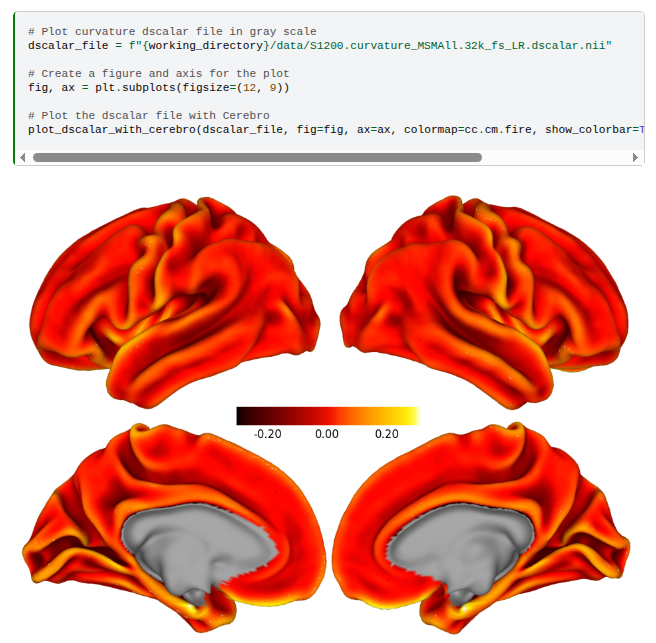 # Plot curvature dscalar file in gray scale
dscalar_file = f"{working_directory}/data/S1200.curvature_MSMAll.32k_fs_LR.dscalar.nii"
# Create a figure and axis for the plot
fig, ax = plt.subplots(figsize=(12, 9))
# Plot the dscalar file with Cerebro
plot_dscalar_with_cerebro(dscalar_file, fig=fig, ax=ax, colormap=cc.cm.fire, show_colorbar=T
-0.20 0.00 0.20